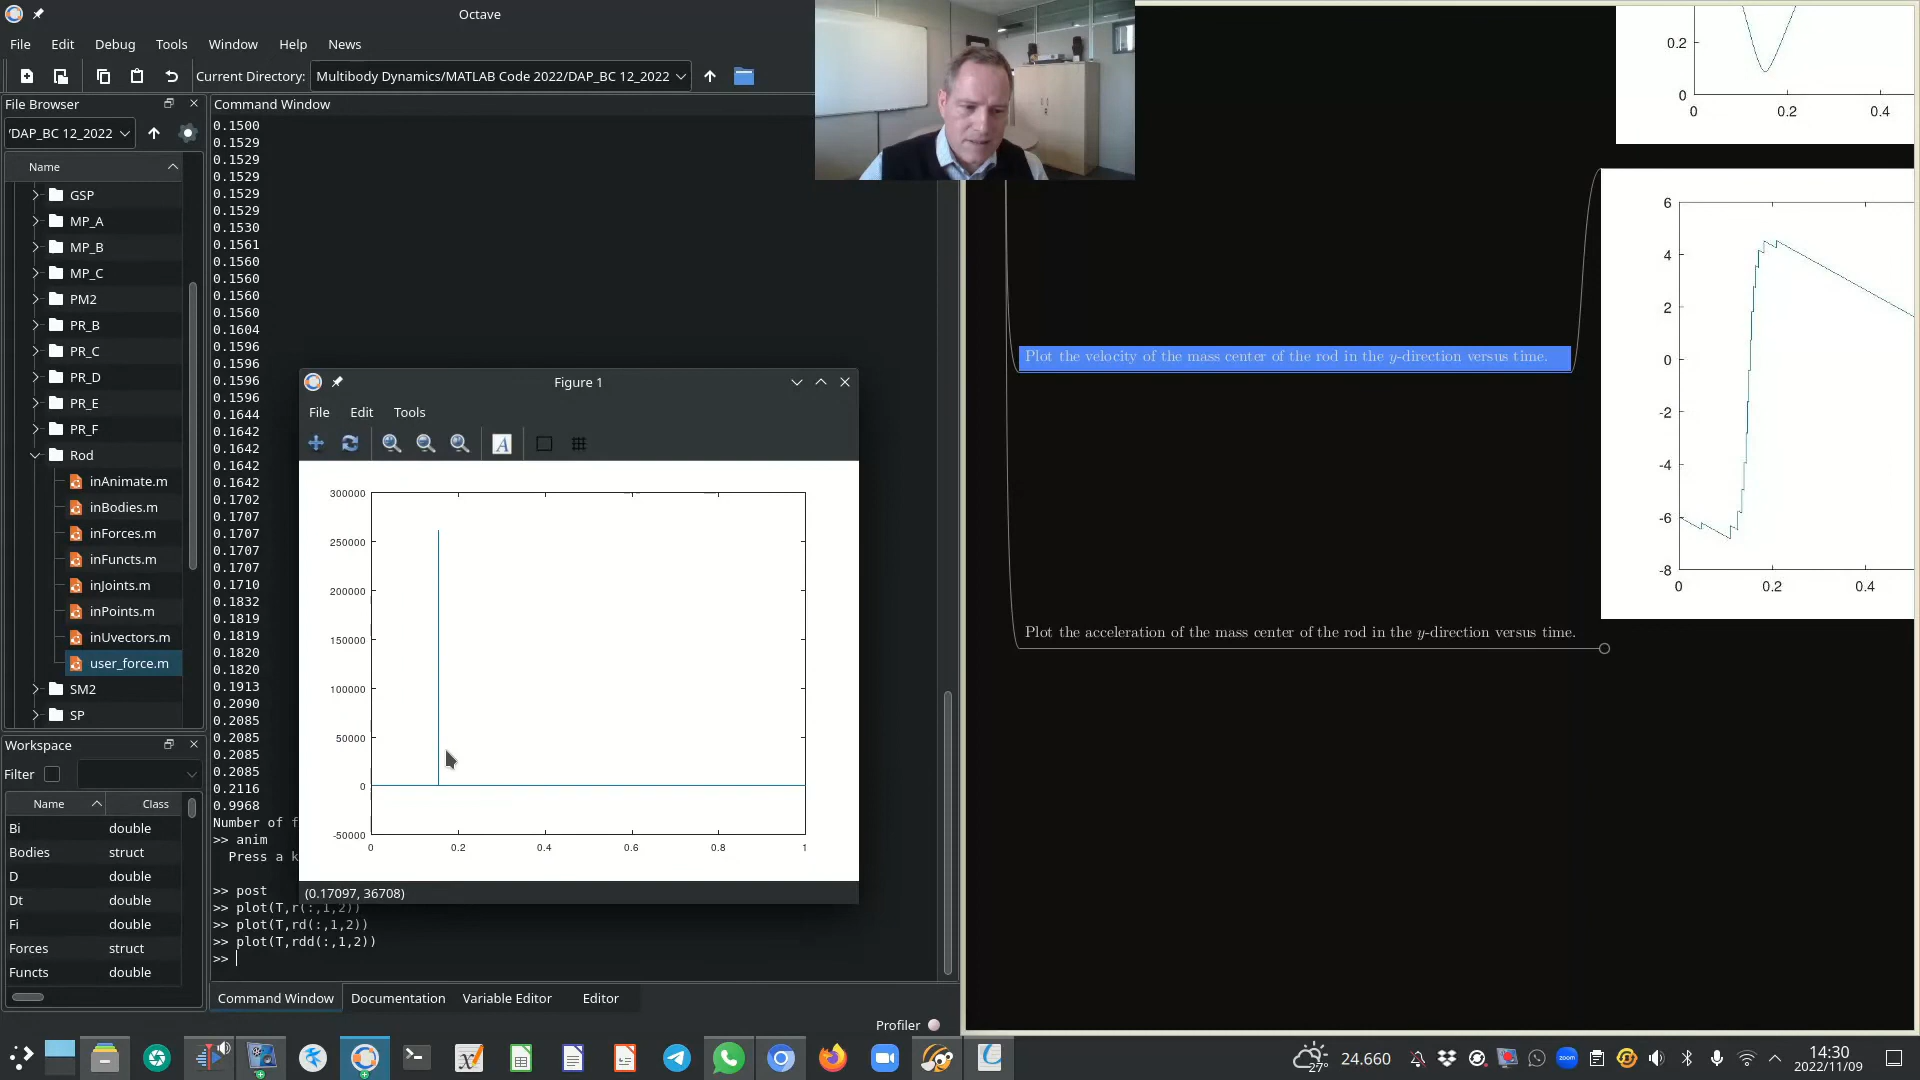 Octave
File Edit Debug Tools Window Help News
Current Directory: Multibody Dynamics/MATLAB Code 2022/DAP_BC 12_2022
File Browser
'DAP_BC 12_2022
Name
GSP
MP_A
MP_B
MP_C
PM2
PR_B
PR_C
PR_D
PR_E
PR_F
Rod
inAnimate.m
inBodies.m
inForces.m
inFuncts.m
inJoints.m
inPoints.m
inUvectors.m
user_force.m
SM2
SP
Workspace
Filter
Name Class
Bi double
Bodies struct
D double
Dt double
Fi double
Forces struct
Functs double
Command Window
0.1500
0.1529
0.1529
0.1529
0.1529
0.1529
0.1530
0.1561
0.1560
0.1560
0.1560
0.1560
0.1604
0.1596
0.1596
0.1596
0.1596
0.1644
0.1642
0.1642
0.1642
0.1642
0.1702
0.1707
0.1707
0.1707
0.1707
0.1710
0.1832
0.1819
0.1819
0.1820
0.1820
0.1913
0.2090
0.2085
0.2085
0.2085
0.2085
0.2116
0.9968
Number of f
>> anim
Press a k
>> post
>> plot(T,r(:,1,2))
>> plot(T,rd(:,1,2))
>> plot(T,rdd(:,1,2))
>>
Figure 1
File Edit Tools
A
300000
250000
200000
150000
100000
50000
0
-50000
0 0.2 0.4 0.6 0.8 1
(0.17097, 36708)
Command Window Documentation Variable Editor Editor
Profiler
0.2
0
0 0.2 0.4
Plot the velocity of the mass center of the rod in the y-direction versus time.
6
4
2
0
-2
-4
-6
-8
0 0.2 0.4
Plot the acceleration of the mass center of the rod in the y-direction versus time.
27°
24.660
zoom
14:30
2022/11/09